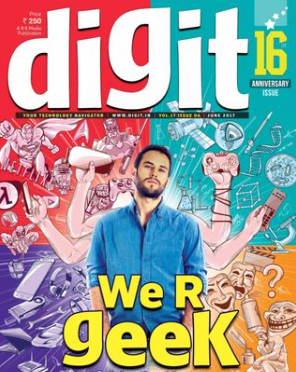 Price
₹ 250
A 9.9 Media
Publication
digit
16
ANNIVERSARY
ISSUE
YOUR TECHNOLOGY NAVIGATOR | WWW.DIGIT.IN | VOL.17 ISSUE 06 | JUNE 2017
We R
geek